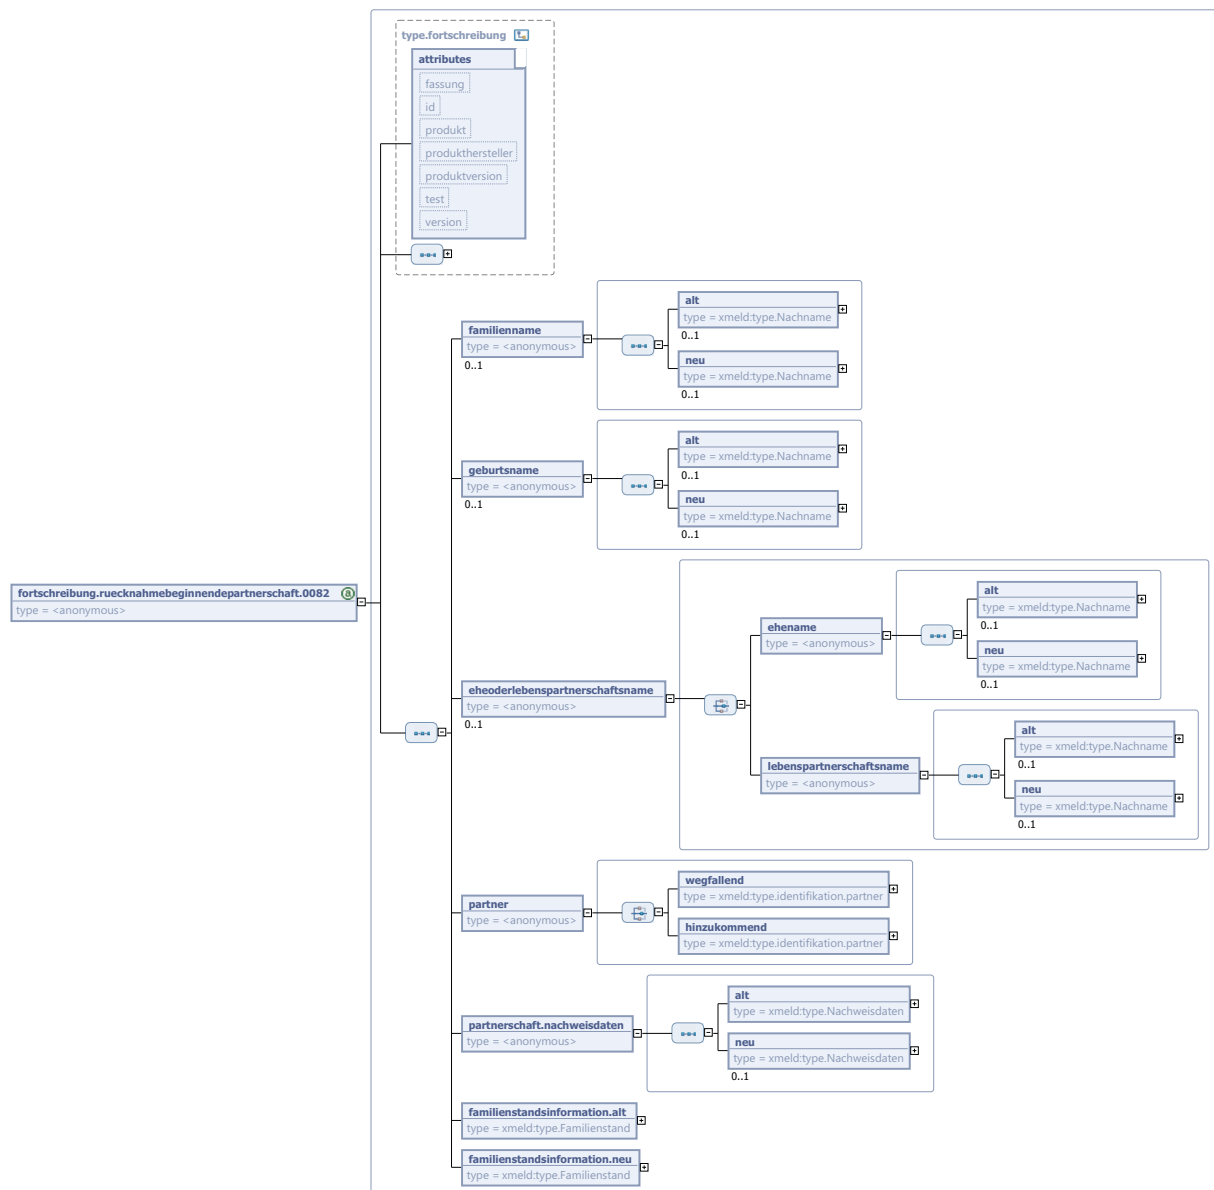 type.fortschreibung
attributes
fassung
id
produkt
produkthersteller
produktversion
test
version
alt
type = xmeld:type.Nachname
0..1
familienname
type = <anonymous>
0..1
neu
type = xmeld:type.Nachname
0..1
alt
type = xmeld:type.Nachname
0..1
geburtsname
type = <anonymous>
0..1
neu
type = xmeld:type.Nachname
0..1
fortschreibung.ruecknahmebeginnendepartnerschaft.0082 a
type = <anonymous>
alt
type = xmeld:type.Nachname
0..1
ehename
type = <anonymous>
neu
type = xmeld:type.Nachname
0..1
eheoderlebenspartnerschaftsname
type = <anonymous>
0..1
alt
type = xmeld:type.Nachname
0..1
lebenspartnerschaftsname
type = <anonymous>
neu
type = xmeld:type.Nachname
0..1
wegfallend
type = xmeld:type.identifikation.partner
partner
type = <anonymous>
hinzukommend
type = xmeld:type.identifikation.partner
alt
type = xmeld:type.Nachweisdaten
partnerschaft.nachweisdaten
type = <anonymous>
neu
type = xmeld:type.Nachweisdaten
0..1
familienstandsinformation.alt
type = xmeld:type.Familienstand
familienstandsinformation.neu
type = xmeld:type.Familienstand